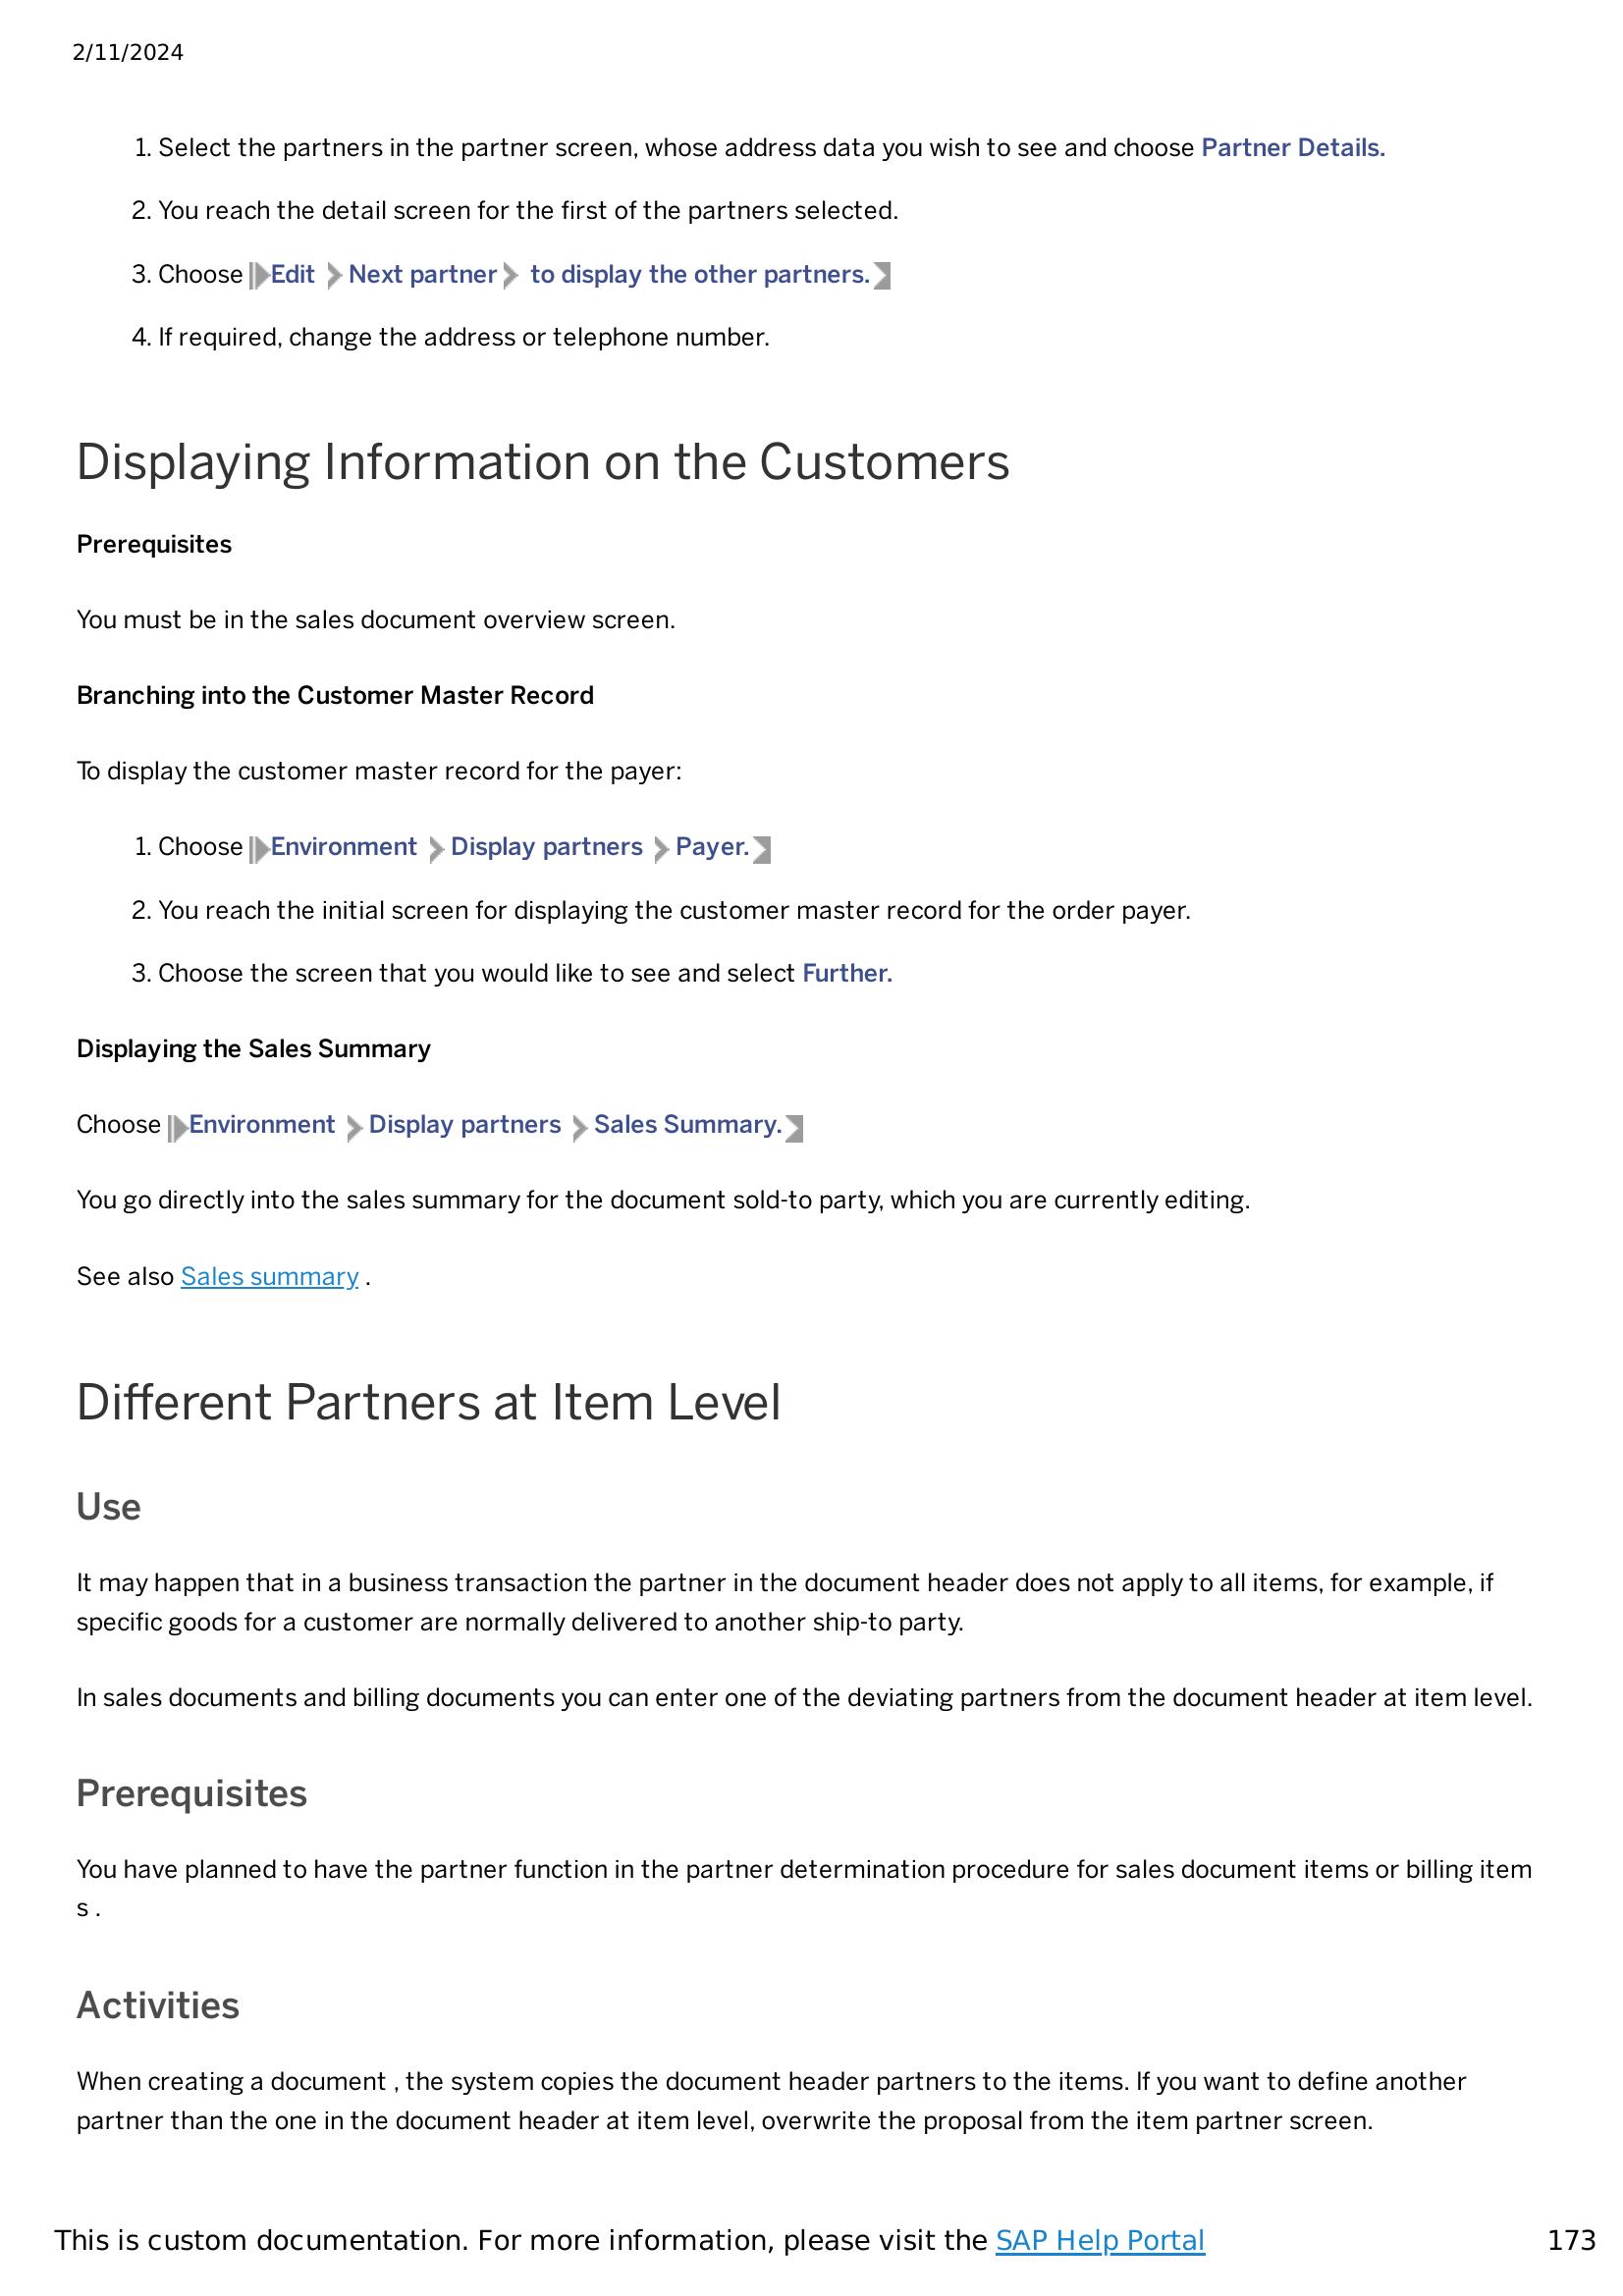 2/11/2024
1. Select the partners in the partner screen, whose address data you wish to see and choose Partner Details.
2. You reach the detail screen for the first of the partners selected.
3. Choose Edit Next partner to display the other partners.
4. If required, change the address or telephone number.
Displaying Information on the Customers
Prerequisites
You must be in the sales document overview screen.
Branching into the Customer Master Record
To display the customer master record for the payer:
1. Choose Environment Display partners Payer.
2. You reach the initial screen for displaying the customer master record for the order payer.
3. Choose the screen that you would like to see and select Further.
Displaying the Sales Summary
Choose Environment Display partners Sales Summary.
You go directly into the sales summary for the document sold-to party, which you are currently editing.
See also Sales summary .
Different Partners at Item Level
Use
It may happen that in a business transaction the partner in the document header does not apply to all items, for example, if
specific goods for a customer are normally delivered to another ship-to party.
In sales documents and billing documents you can enter one of the deviating partners from the document header at item level.
Prerequisites
You have planned to have the partner function in the partner determination procedure for sales document items or billing item
s .
Activities
When creating a document , the system copies the document header partners to the items. If you want to define another
partner than the one in the document header at item level, overwrite the proposal from the item partner screen.
This is custom documentation. For more information, please visit the SAP Help Portal 173